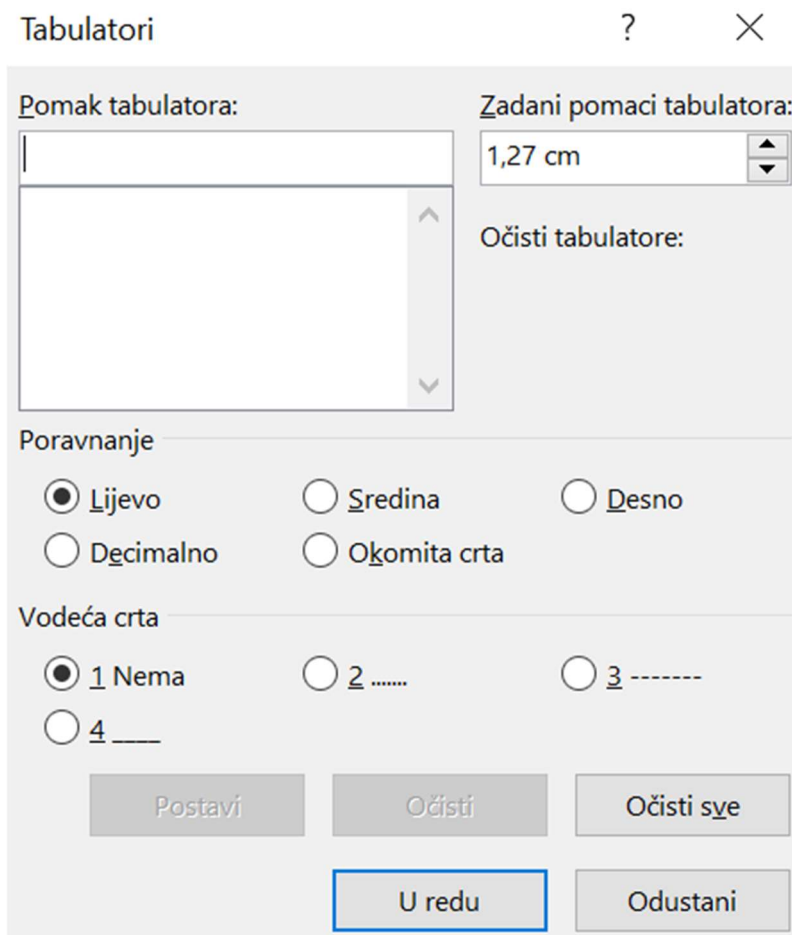 Tabulatori ?
Pomak tabulatora: Zadani pomaci tabulatora:
1,27 cm
Očisti tabulatore:
Poravnanje
Lijevo Sredina Desno
Decimalno Okomita crta
Vodeća crta
1 Nema 2 ....... 3 -------
4 ____
Postavi Očisti Očisti sve
U redu Odustani